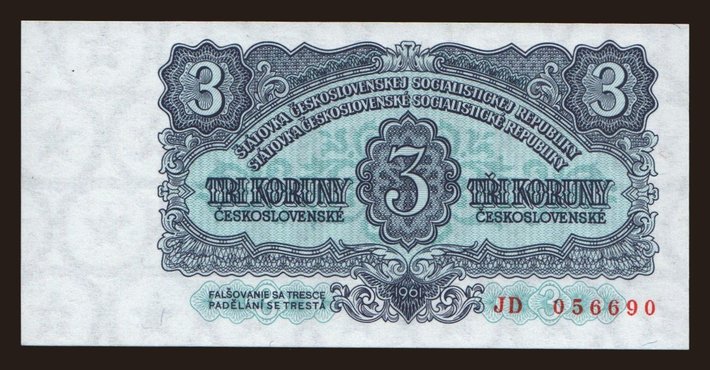 3 3
ŠTÁTOVKA ČESKOSLOVENSKEJ SOCIALISTICKEJ REPUBLIKY
STÁTOVKA ČESKOSLOVENSKÉ SOCIALISTICKÉ REPUBLIKY
3
TRI KORUNY TŘI KORUNY
ČESKOSLOVENSKÉ ČESKOSLOVENSKÉ
FALŠOVANIE SA TRESCE
PADĚLÁNÍ SE TRESTÁ
1961
3
JD 056690